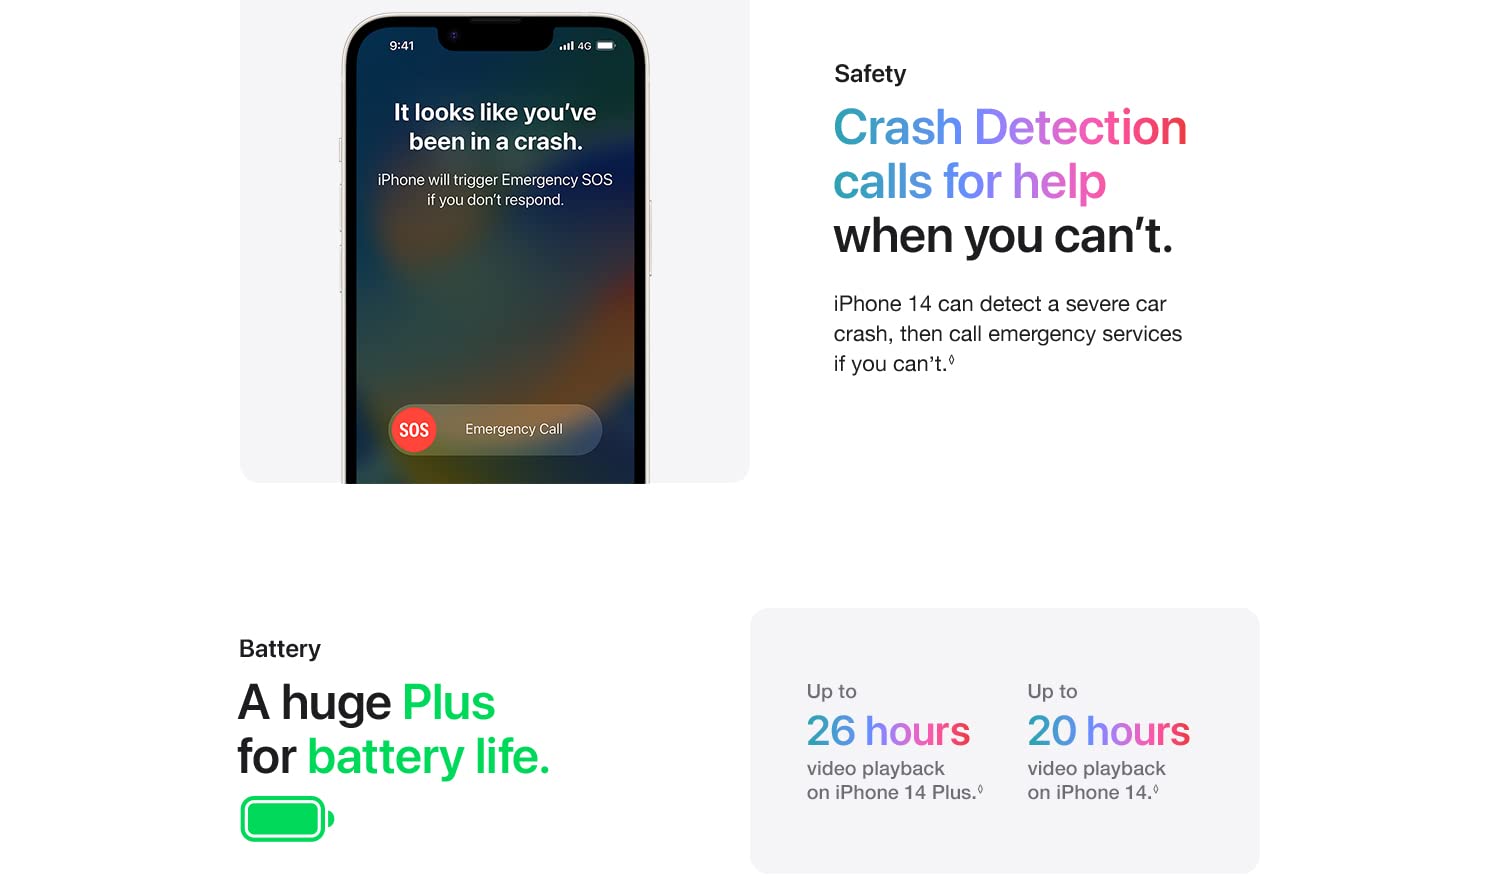 9:41
4G
It looks like you’ve
been in a crash.
iPhone will trigger Emergency SOS
if you don’t respond.
SOS
Emergency Call
Safety
Crash Detection
calls for help
when you can’t.
iPhone 14 can detect a severe car
crash, then call emergency services
if you can’t.◊
Battery
A huge Plus
for battery life.
Up to
26 hours
video playback
on iPhone 14 Plus.◊
Up to
20 hours
video playback
on iPhone 14.◊